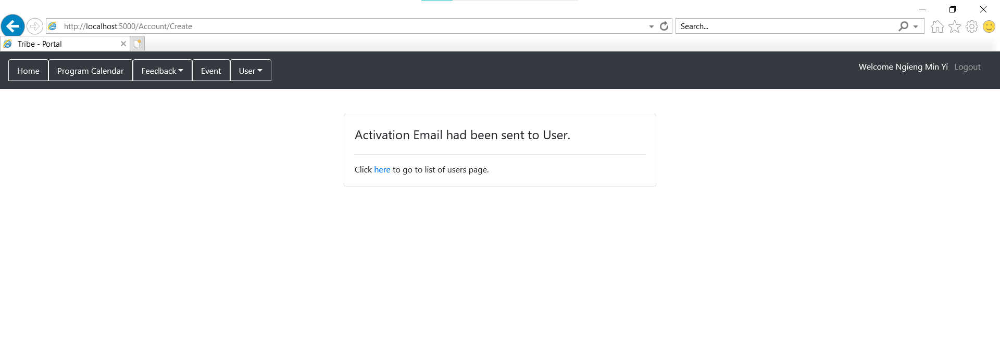 http://localhost:5000/Account/Create
Search...
Tribe - Portal
Home Program Calendar Feedback Event User Welcome Ngieng Min Yi Logout
Activation Email had been sent to User.
Click here to go to list of users page.